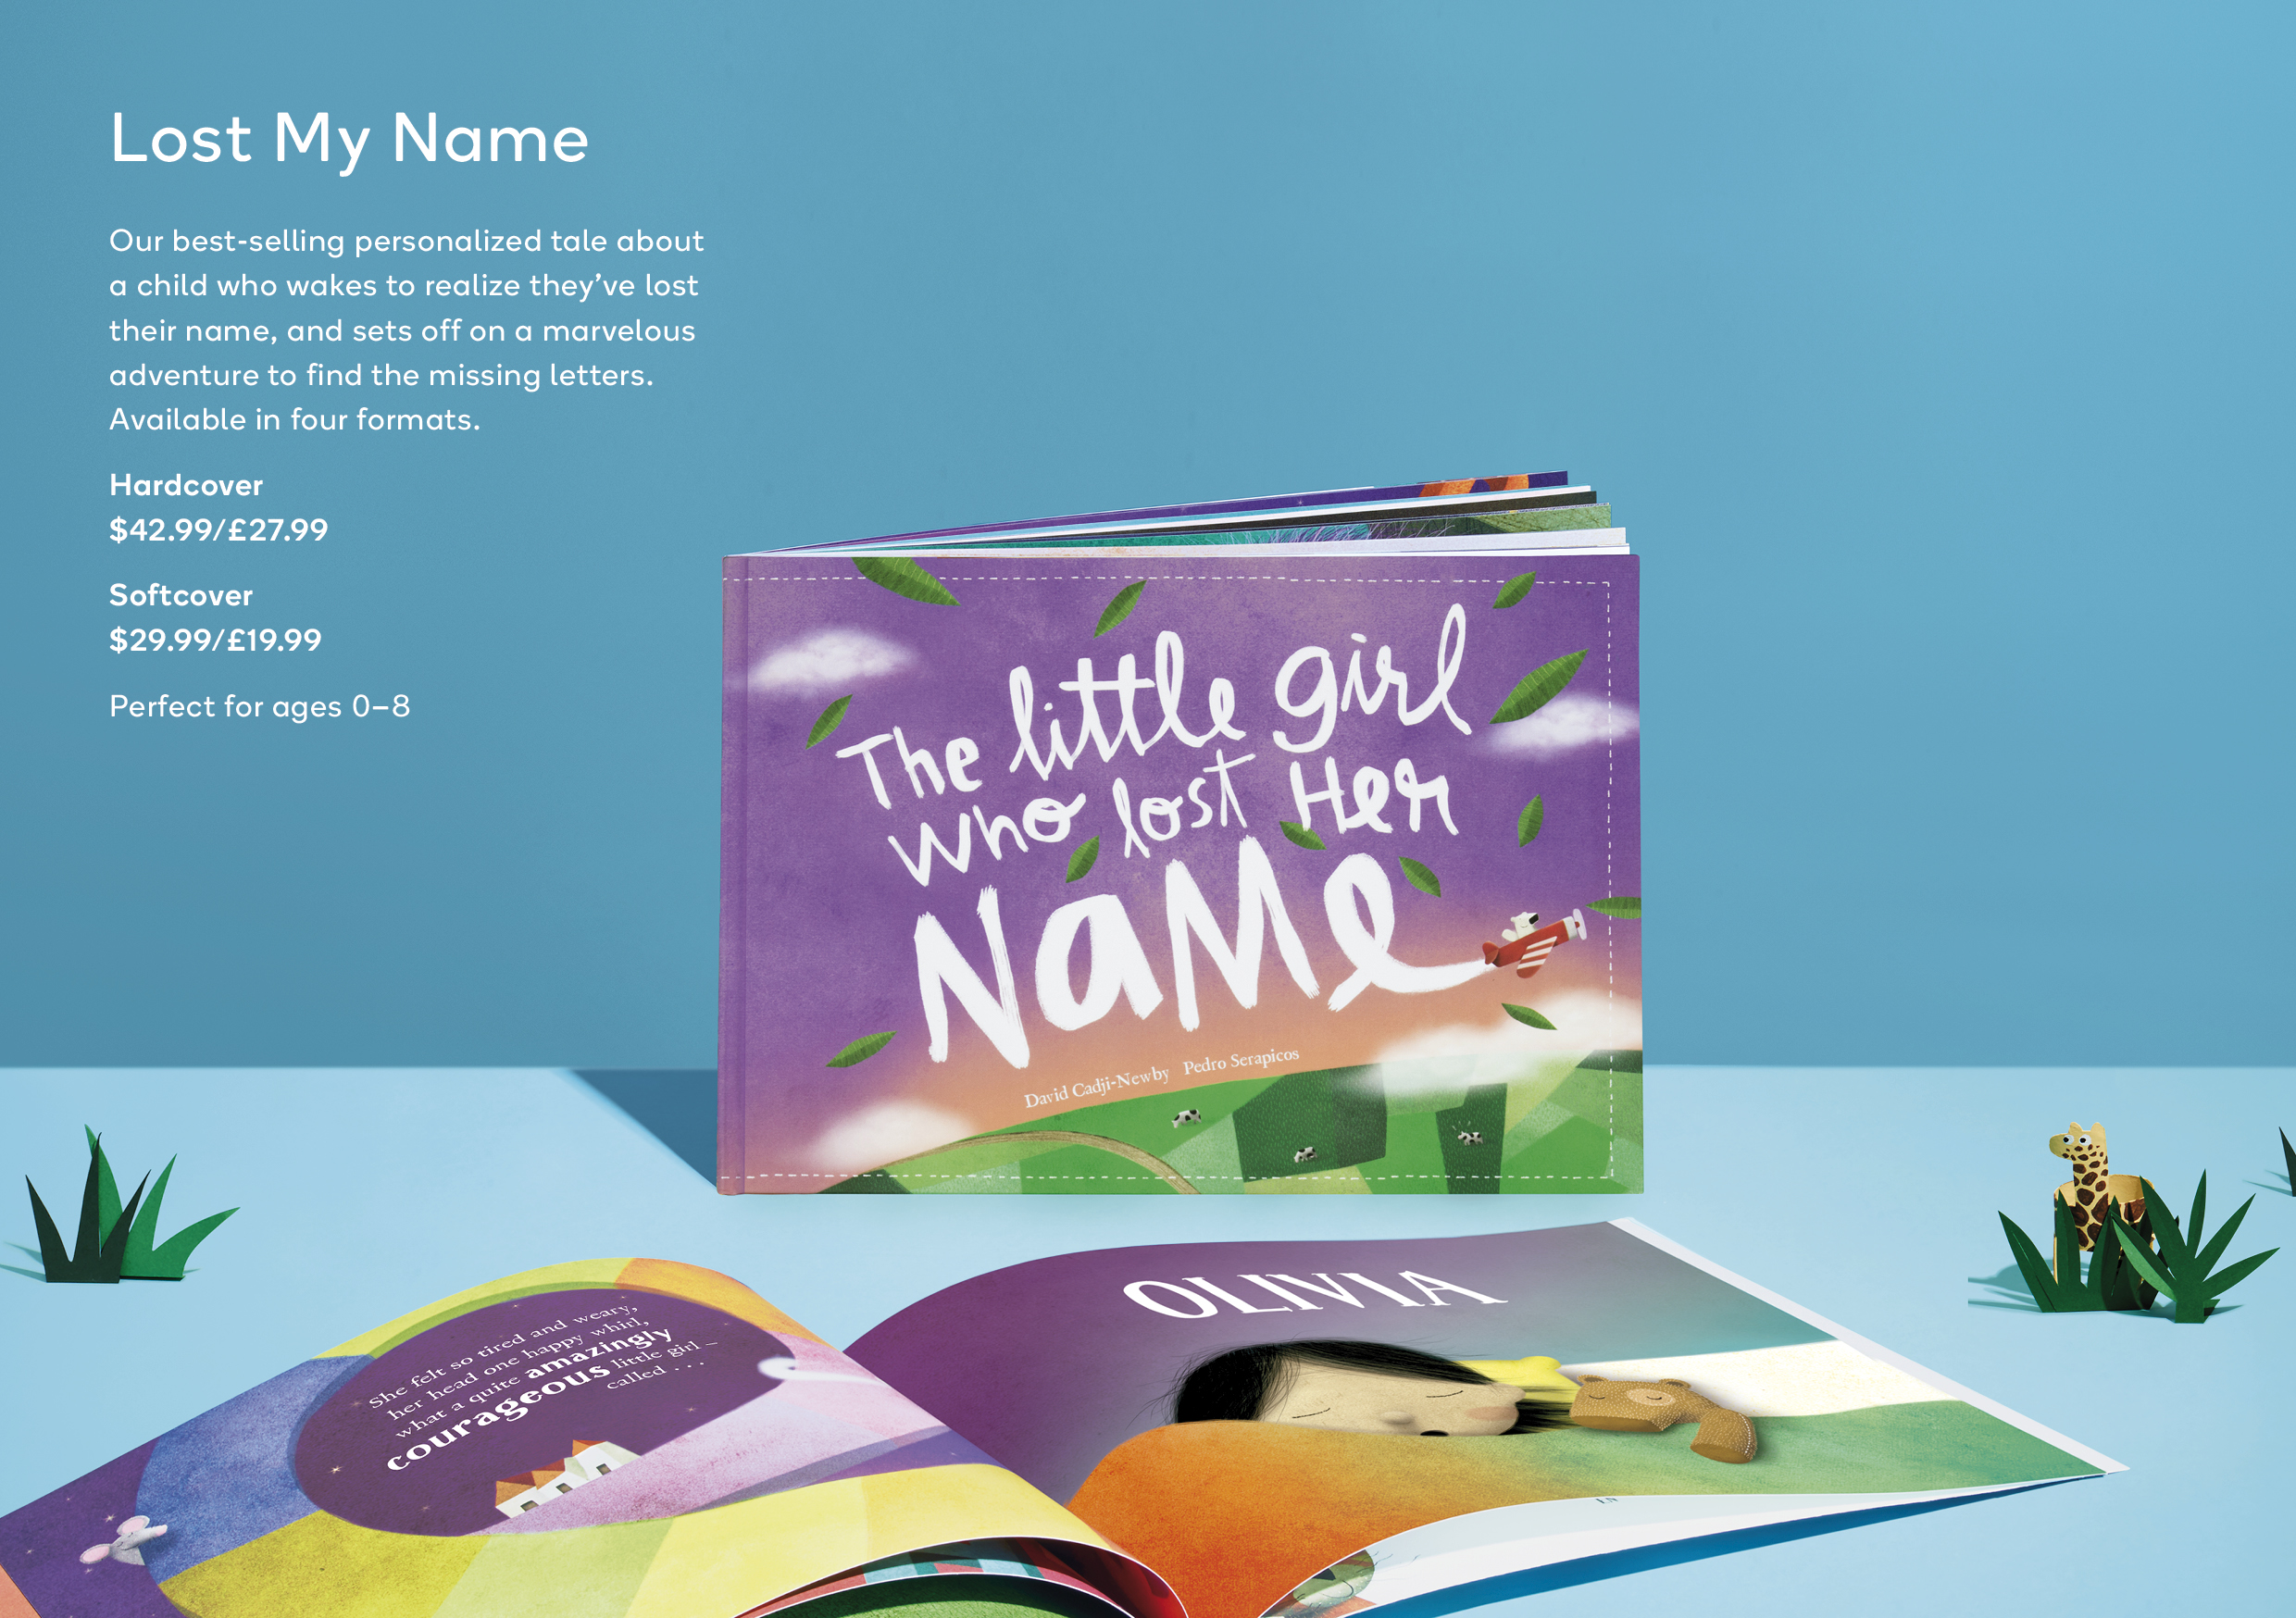 Lost My Name
Our best-selling personalized tale about
a child who wakes to realize they’ve lost
their name, and sets off on a marvelous
adventure to find the missing letters.
Available in four formats.
Hardcover
$42.99/£27.99
Softcover
$29.99/£19.99
Perfect for ages 0–8
The little girl
who lost Her
NaMe
David Cadji-Newby Pedro Serapicos
She felt so tired and weary,
her head one happy whirl,
what a quite amazingly
courageous little girl –
called . . .
OLIVIA